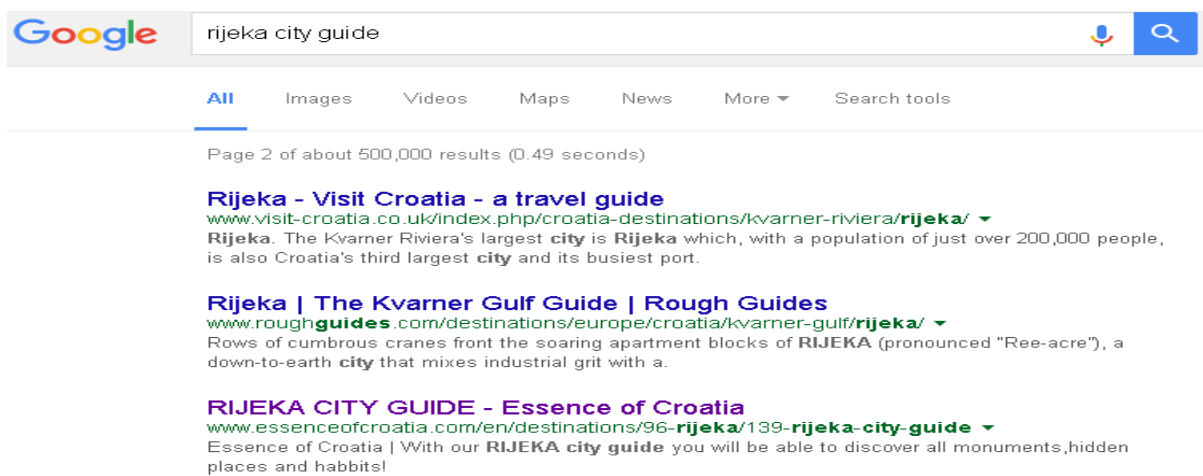 Google rijeka city guide
All Images Videos Maps News More Search tools
Page 2 of about 500,000 results (0.49 seconds)
Rijeka - Visit Croatia - a travel guide
www.visit-croatia.co.uk/index.php/croatia-destinations/kvarner-riviera/rijeka/
Rijeka. The Kvarner Riviera's largest city is Rijeka which, with a population of just over 200,000 people,
is also Croatia's third largest city and its busiest port.
Rijeka | The Kvarner Gulf Guide | Rough Guides
www.roughguides.com/destinations/europe/croatia/kvarner-gulf/rijeka/
Rows of cumbrous cranes front the soaring apartment blocks of RIJEKA (pronounced "Ree-acre"), a
down-to-earth city that mixes industrial grit with a.
RIJEKA CITY GUIDE - Essence of Croatia
www.essenceofcroatia.com/en/destinations/96-rijeka/139-rijeka-city-guide
Essence of Croatia | With our RIJEKA city guide you will be able to discover all monuments,hidden
places and habbits!